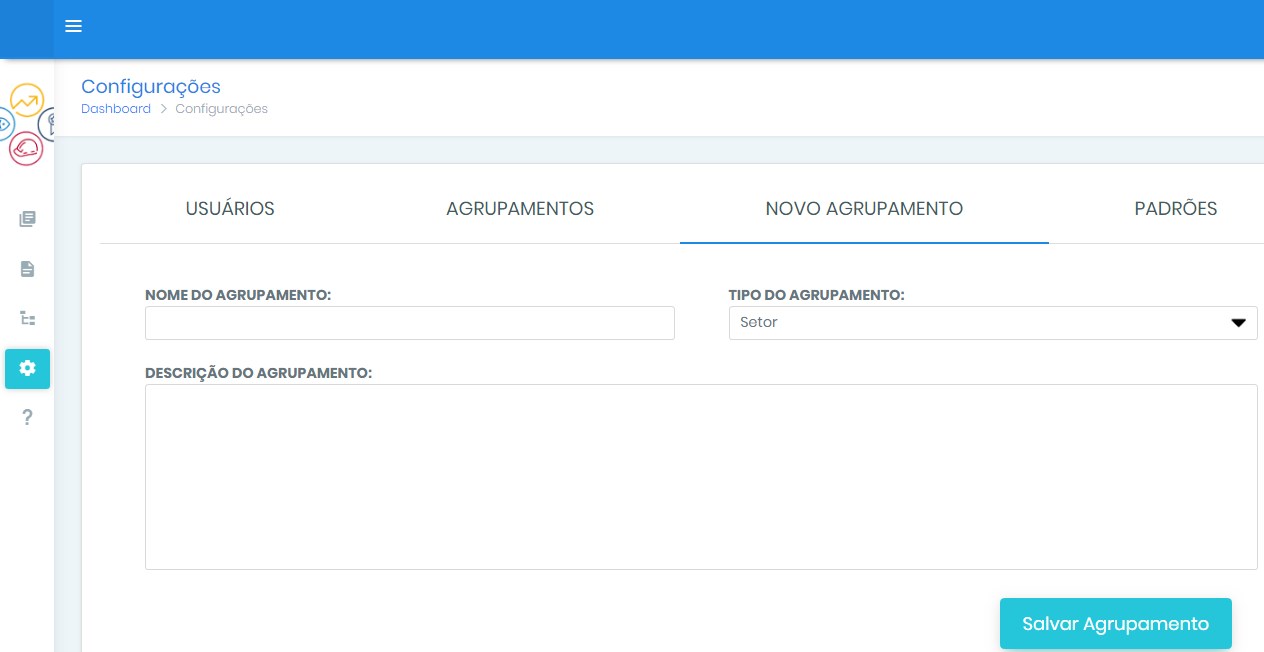 Configurações
Dashboard > Configurações
USUÁRIOS AGRUPAMENTOS NOVO AGRUPAMENTO PADRÕES
NOME DO AGRUPAMENTO: TIPO DO AGRUPAMENTO:
Setor
DESCRIÇÃO DO AGRUPAMENTO:
?
Salvar Agrupamento